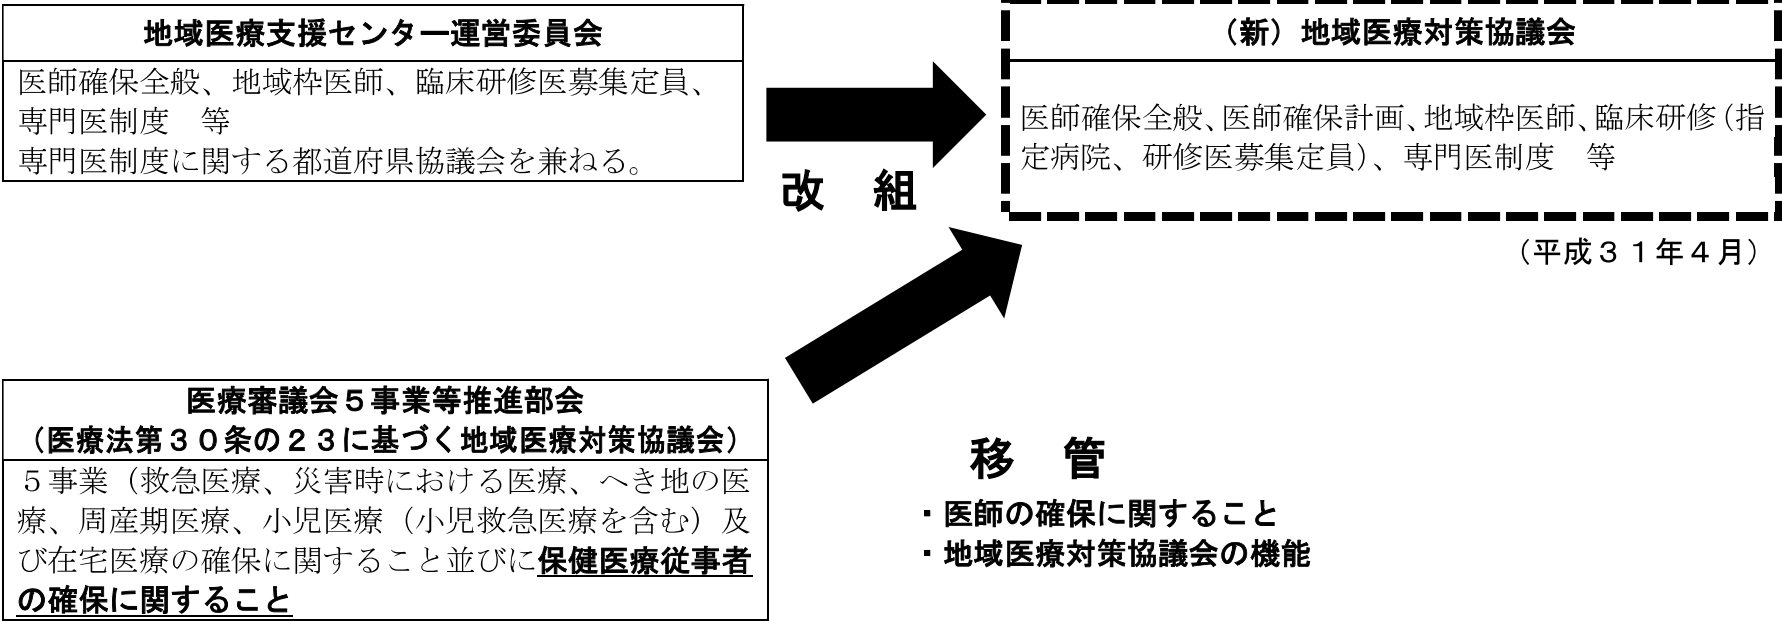 地域医療支援センター運営委員会
医師確保全般、地域枠医師、臨床研修医募集定員、
専門医制度　等
専門医制度に関する都道府県協議会を兼ねる。
改　組
（新）地域医療対策協議会
医師確保全般、医師確保計画、地域枠医師、臨床研修（指
定病院、研修医募集定員）、専門医制度　等
（平成３１年４月）
医療審議会５事業等推進部会
（医療法第３０条の２３に基づく地域医療対策協議会）
５事業（救急医療、災害時における医療、へき地の医
療、周産期医療、小児医療（小児救急医療を含む）及
び在宅医療の確保に関すること並びに保健医療従事者
の確保に関すること
移　管
・医師の確保に関すること
・地域医療対策協議会の機能